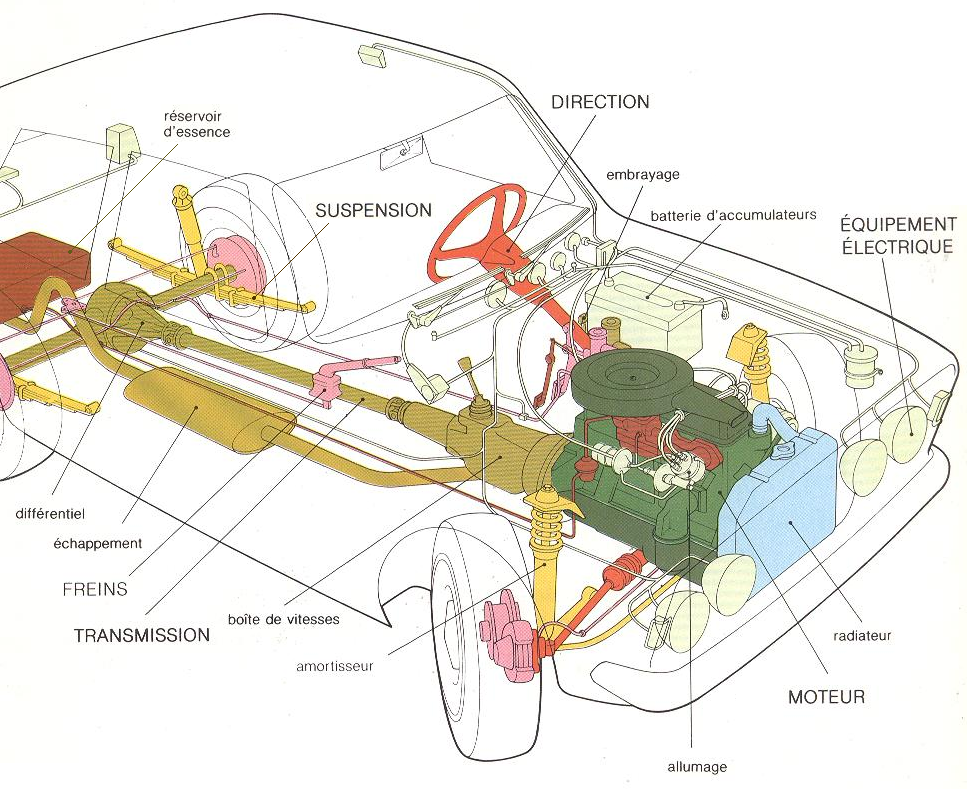 réservoir
d'essence
DIRECTION
embrayage
SUSPENSION
batterie d'accumulateurs
ÉQUIPEMENT
ÉLECTRIQUE
différentiel
échappement
FREINS
boîte de vitesses
TRANSMISSION
radiateur
amortisseur
MOTEUR
allumage